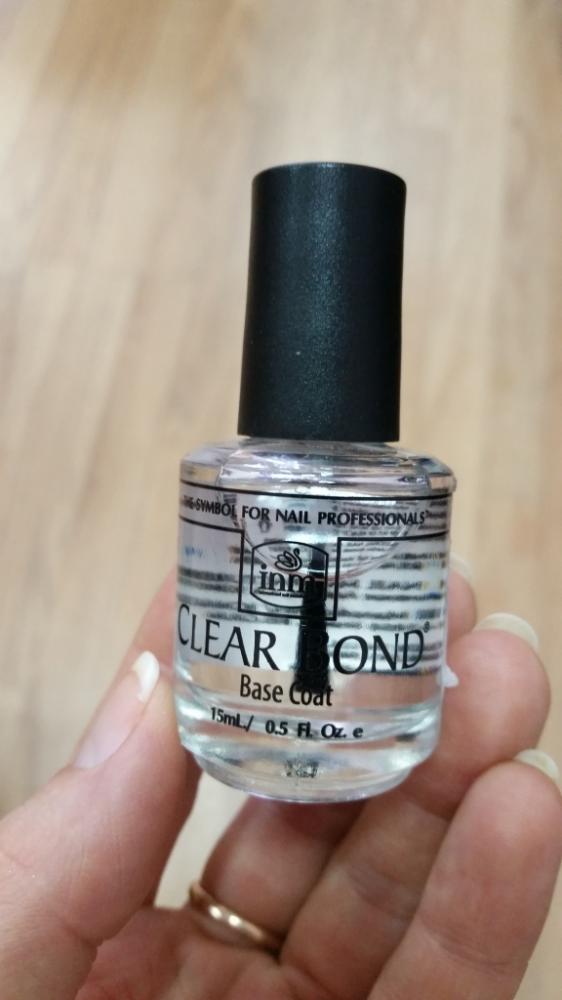 THE SYMBOL FOR NAIL PROFESSIONALS
inm
CLEAR BOND®
Base Coat
15mL/ 0.5 Fl. Oz. e